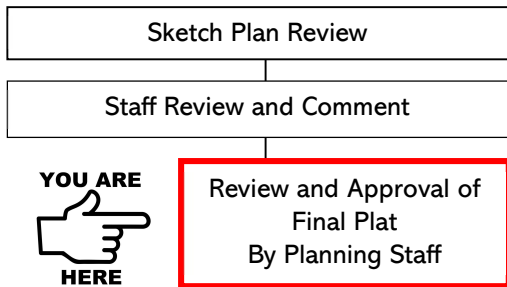 Sketch Plan Review
Staff Review and Comment
YOU ARE
HERE
Review and Approval of
Final Plat
By Planning Staff